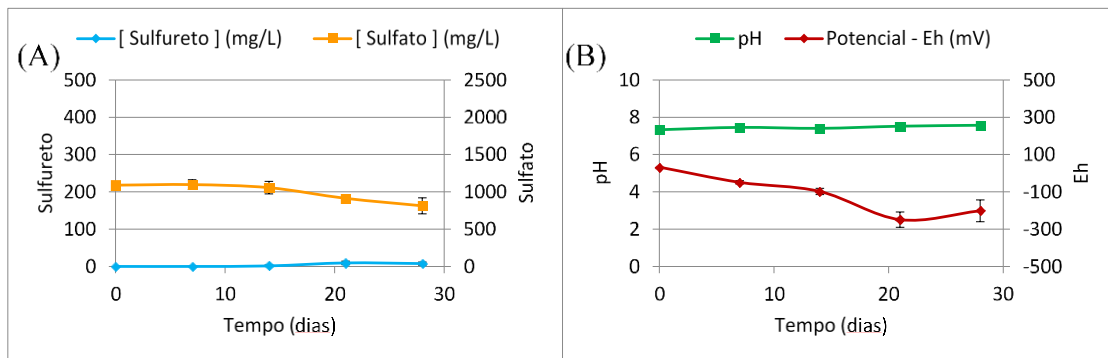 [ Sulfureto ] (mg/L) [ Sulfato ] (mg/L)
(A)
500 2500
400 2000
300 1500
200 1000
100 500
0 0
Sulfureto
Sulfato
0 10 20 30
Tempo (dias)
pH Potencial - Eh (mV)
(B)
10 500
8 300
6 100
4 -100
2 -300
0 -500
pH
Eh
0 10 20 30
Tempo (dias)